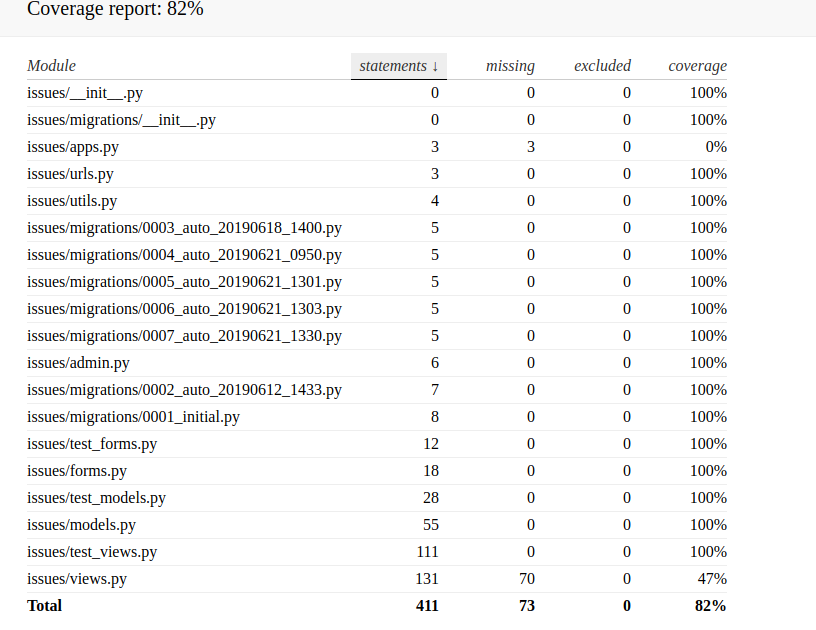 Coverage report: 82%
Module statements ↓ missing excluded coverage
issues/__init__.py 0 0 0 100%
issues/migrations/__init__.py 0 0 0 100%
issues/apps.py 3 3 0 0%
issues/urls.py 3 0 0 100%
issues/utils.py 4 0 0 100%
issues/migrations/0003_auto_20190618_1400.py 5 0 0 100%
issues/migrations/0004_auto_20190621_0950.py 5 0 0 100%
issues/migrations/0005_auto_20190621_1301.py 5 0 0 100%
issues/migrations/0006_auto_20190621_1303.py 5 0 0 100%
issues/migrations/0007_auto_20190621_1330.py 5 0 0 100%
issues/admin.py 6 0 0 100%
issues/migrations/0002_auto_20190612_1433.py 7 0 0 100%
issues/migrations/0001_initial.py 8 0 0 100%
issues/test_forms.py 12 0 0 100%
issues/forms.py 18 0 0 100%
issues/test_models.py 28 0 0 100%
issues/models.py 55 0 0 100%
issues/test_views.py 111 0 0 100%
issues/views.py 131 70 0 47%
Total 411 73 0 82%